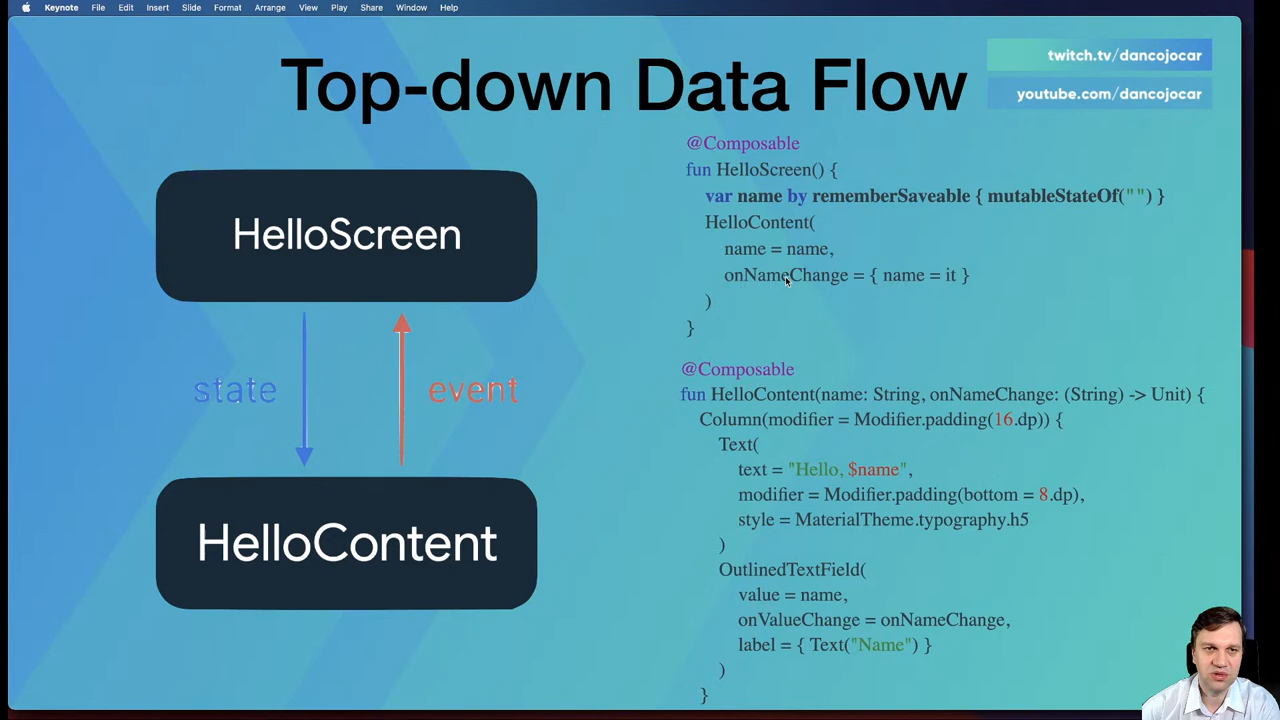 Keynote File Edit Insert Slide Format Arrange View Play Share Window Help
Top-down Data Flow
twitch.tv/dancojocar
youtube.com/dancojocar
HelloScreen
state
event
HelloContent
@Composable
fun HelloScreen() {
var name by rememberSaveable { mutableStateOf("") }
HelloContent(
name = name,
onNameChange = { name = it }
)
}
@Composable
fun HelloContent(name: String, onNameChange: (String) -> Unit) {
Column(modifier = Modifier.padding(16.dp)) {
Text(
text = "Hello, $name",
modifier = Modifier.padding(bottom = 8.dp),
style = MaterialTheme.typography.h5
)
OutlinedTextField(
value = name,
onValueChange = onNameChange,
label = { Text("Name") }
)
}